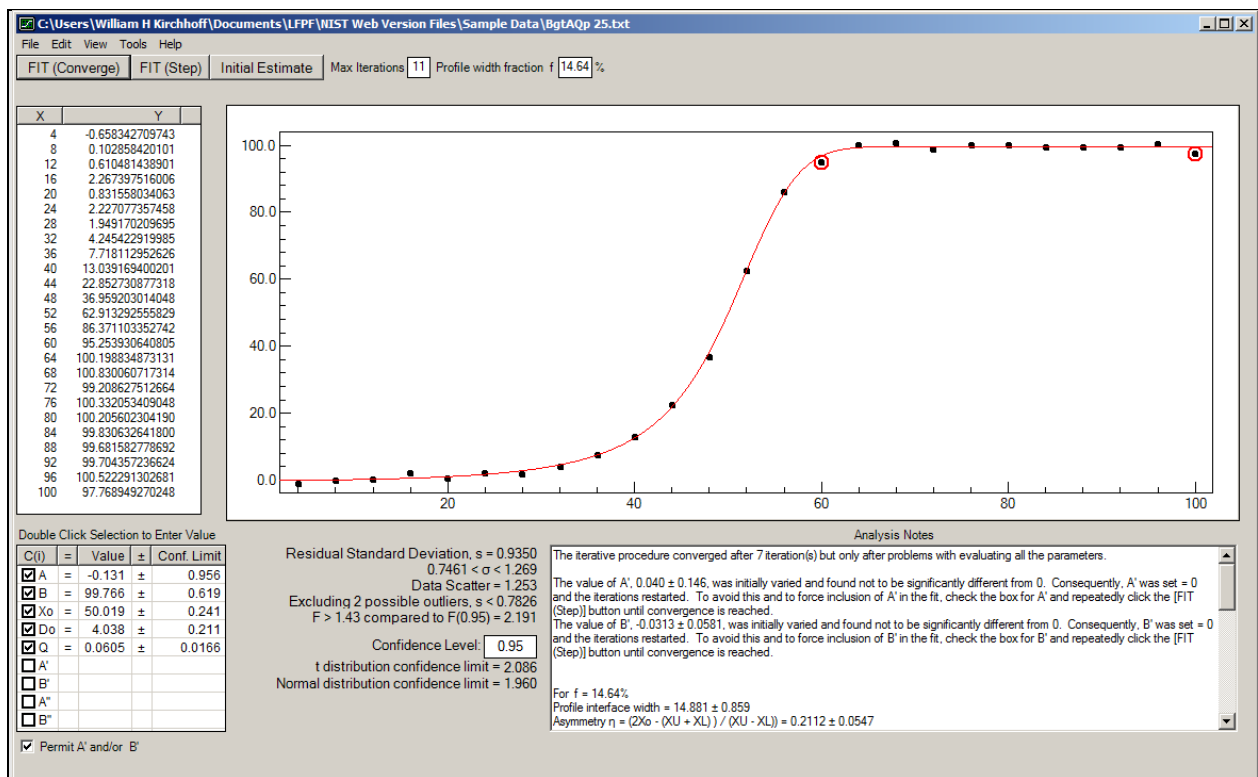 C:\Users\William H Kirchhoff\Documents\LFPF\NIST Web Version Files\Sample Data\BgtAQp 25.txt
File Edit View Tools Help
FIT (Converge) FIT (Step) Initial Estimate Max Iterations 11 Profile width fraction f 14.64 %
X Y
4 -0.658342709743
8 0.102858420101
12 0.610481438901
16 2.267397516006
20 0.831558034063
24 2.227077357458
28 1.949170209695
32 4.245422919985
36 7.718112952626
40 13.039169400201
44 22.852730877318
48 36.959203014048
52 62.913292555829
56 86.371103352742
60 95.253930640805
64 100.198834873131
68 100.830060717314
72 99.208627512664
76 100.332053409048
80 100.205602304190
84 99.830632641800
88 99.681582778692
92 99.704357236624
96 100.522291302681
100 97.768949270248
100.0
80.0
60.0
40.0
20.0
0.0
20 40 60 80 100
Double Click Selection to Enter Value
C(i) = Value ± Conf. Limit
A = -0.131 ± 0.956
B = 99.766 ± 0.619
Xo = 50.019 ± 0.241
Do = 4.038 ± 0.211
Q = 0.0605 ± 0.0166
A'
B'
A"
B"
Permit A' and/or B'
Residual Standard Deviation, s = 0.9350
0.7461 < σ < 1.269
Data Scatter = 1.253
Excluding 2 possible outliers, s < 0.7826
F > 1.43 compared to F(0.95) = 2.191
Confidence Level: 0.95
t distribution confidence limit = 2.086
Normal distribution confidence limit = 1.960
Analysis Notes
The iterative procedure converged after 7 iteration(s) but only after problems with evaluating all the parameters.
The value of A', 0.040 ± 0.146, was initially varied and found not to be significantly different from 0. Consequently, A' was set = 0
and the iterations restarted. To avoid this and to force inclusion of A' in the fit, check the box for A' and repeatedly click the [FIT
(Step)] button until convergence is reached.
The value of B', -0.0313 ± 0.0581, was initially varied and found not to be significantly different from 0. Consequently, B' was set = 0
and the iterations restarted. To avoid this and to force inclusion of B' in the fit, check the box for B' and repeatedly click the [FIT
(Step)] button until convergence is reached.
For f = 14.64%
Profile interface width = 14.881 ± 0.859
Asymmetry η = (2Xo - (XU + XL) ) / (XU - XL)) = 0.2112 ± 0.0547